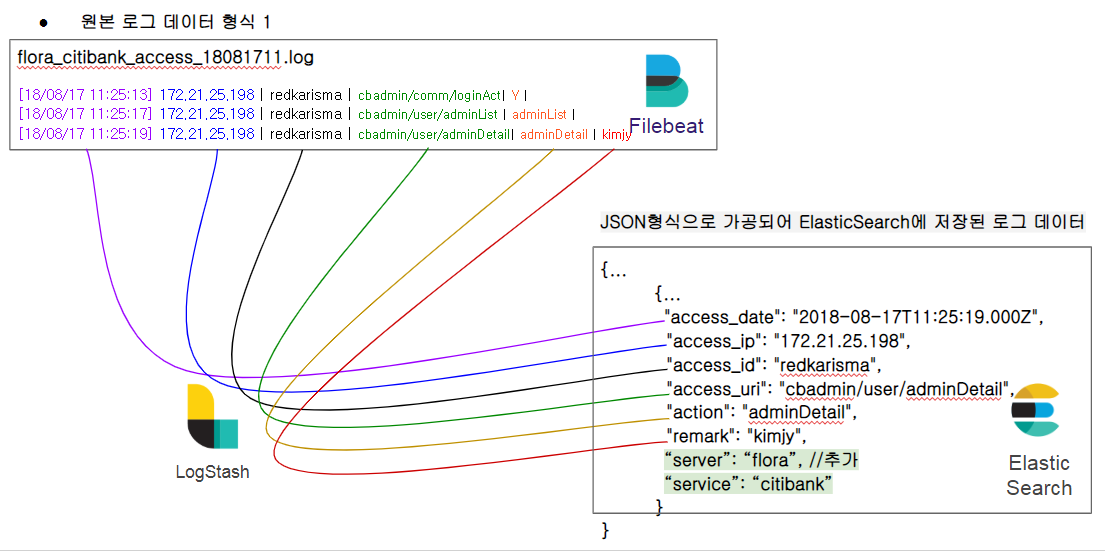 ● 원본 로그 데이터 형식 1
flora_citibank_access_18081711.log
[18/08/17 11:25:13] 172.21.25.198 | redkarisma | cbadmin/comm/loginAct| Y |
[18/08/17 11:25:17] 172.21.25.198 | redkarisma | cbadmin/user/adminList | adminList |
[18/08/17 11:25:19] 172.21.25.198 | redkarisma | cbadmin/user/adminDetail| adminDetail | kimjy
Filebeat
JSON형식으로 가공되어 ElasticSearch에 저장된 로그 데이터
{...
{...
"access_date": "2018-08-17T11:25:19.000Z",
"access_ip": "172.21.25.198",
"access_id": "redkarisma",
"access_uri": "cbadmin/user/adminDetail",
"action": "adminDetail",
"remark": "kimjy",
“server”: “flora”, //추가
“service”: “citibank”
}
}
LogStash
Elastic
Search